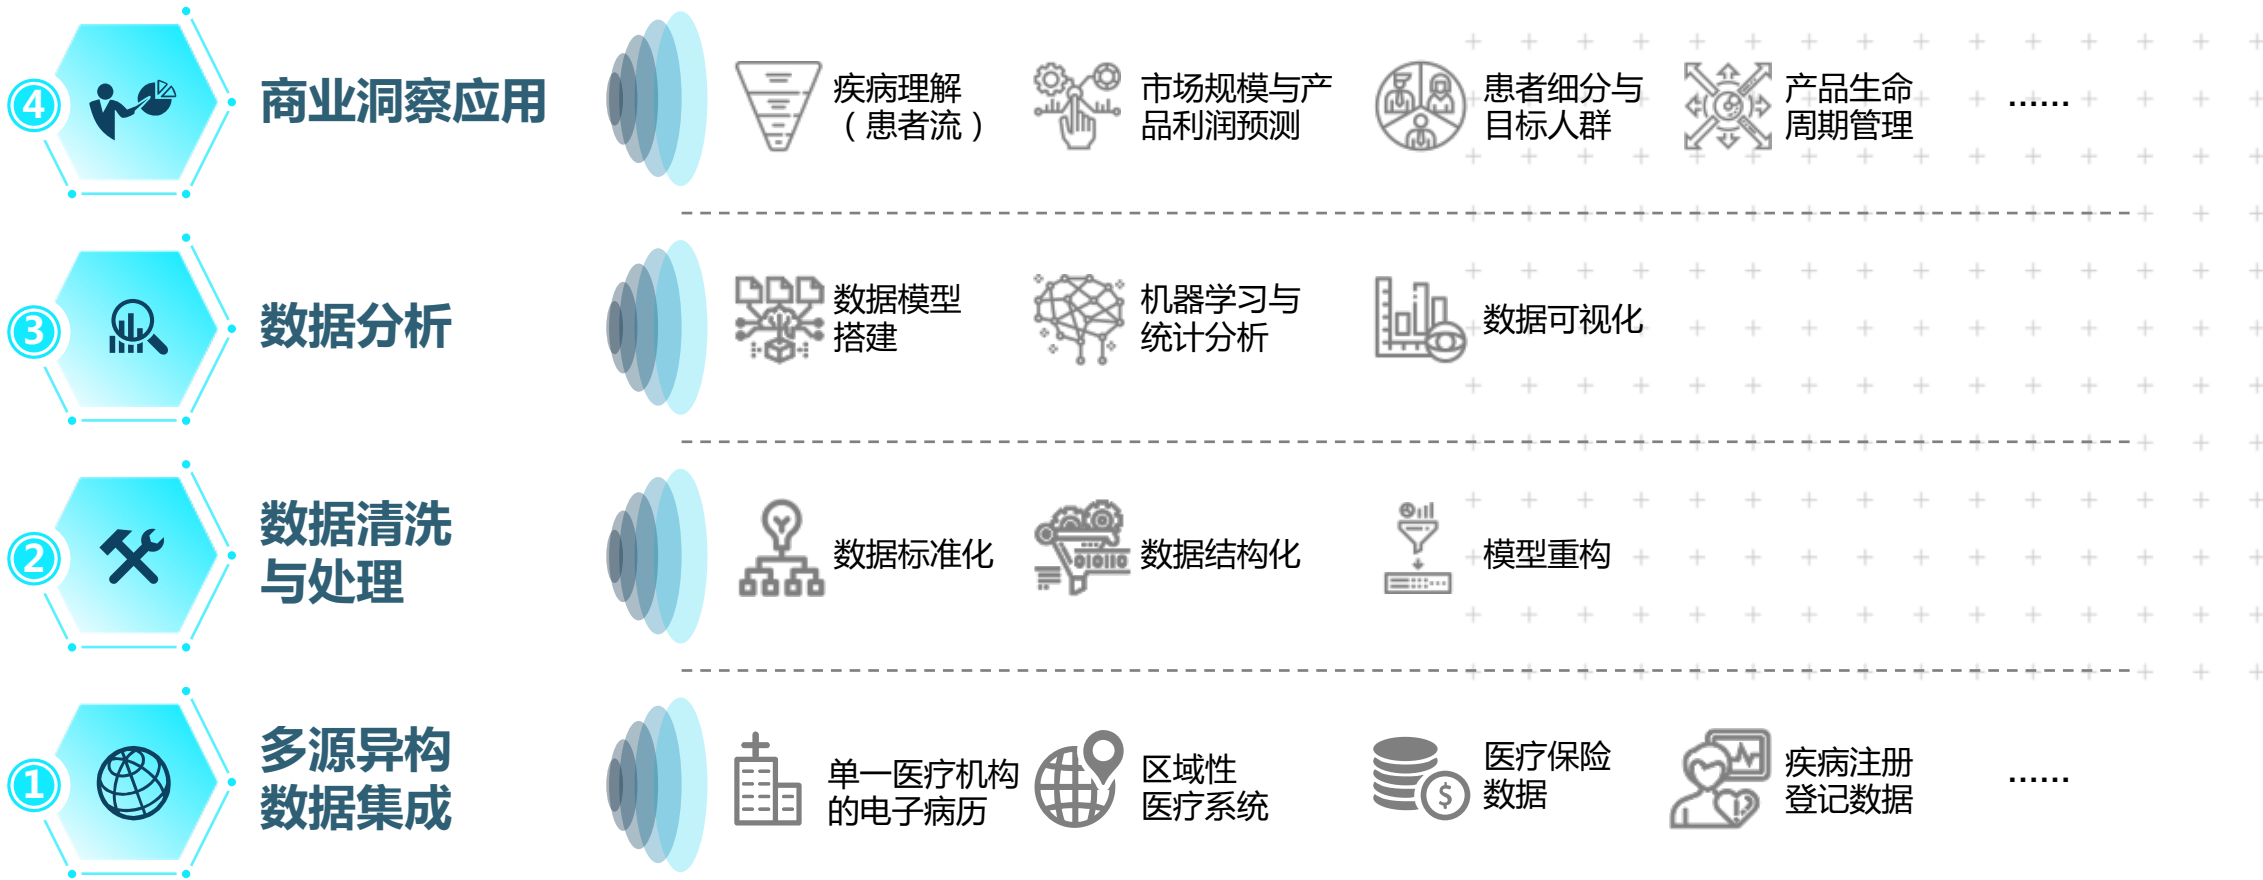 4
商业洞察应用
疾病理解
（患者流）
市场规模与产
品利润预测
患者细分与
目标人群
产品生命
周期管理
……
3
数据分析
数据模型
搭建
机器学习与
统计分析
数据可视化
2
数据清洗
与处理
数据标准化
010110
数据结构化
模型重构
1
多源异构
数据集成
单一医疗机构
的电子病历
区域性
医疗系统
$
医疗保险
数据
疾病注册
登记数据
……